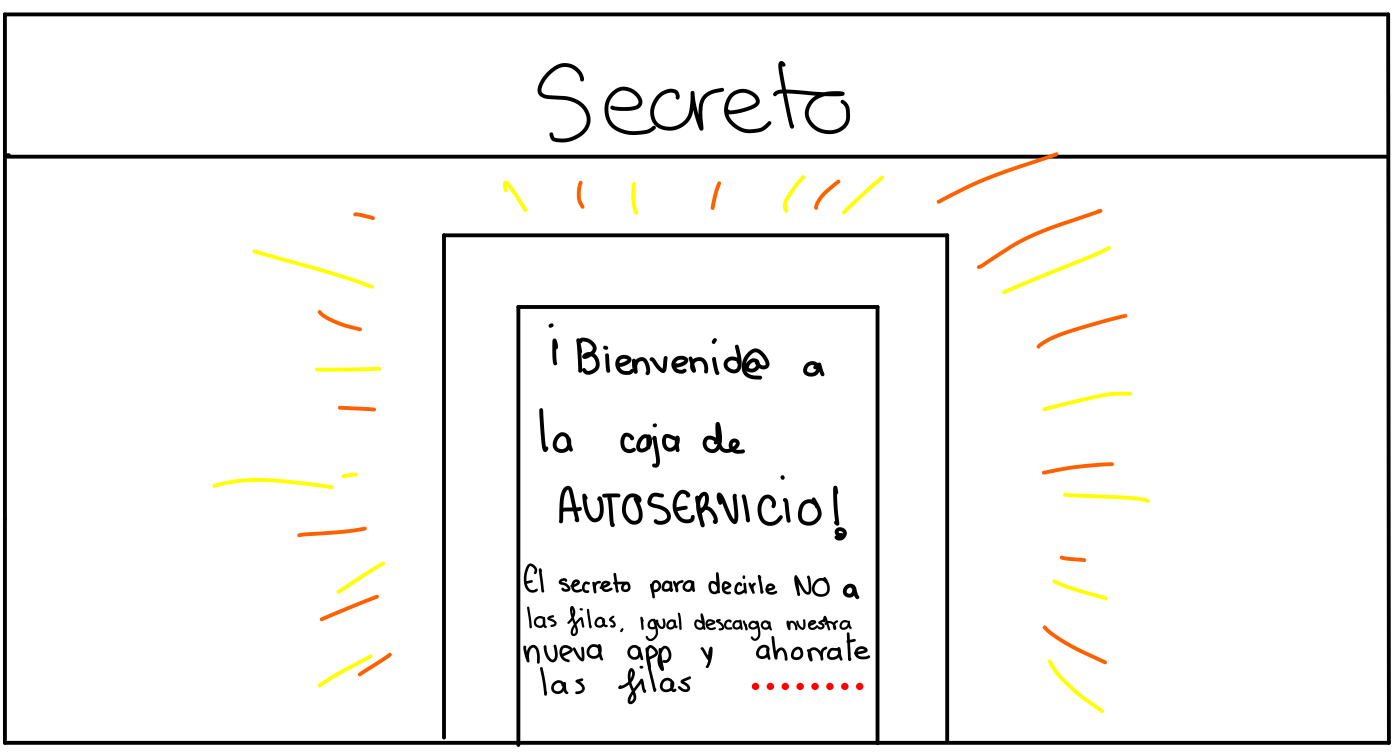 Secreto
¡Bienvenid@ a
la caja de
AUTOSERVICIO!
El secreto para decirle NO a
las filas, igual descarga nuestra
nueva app y ahorrate
las filas ........